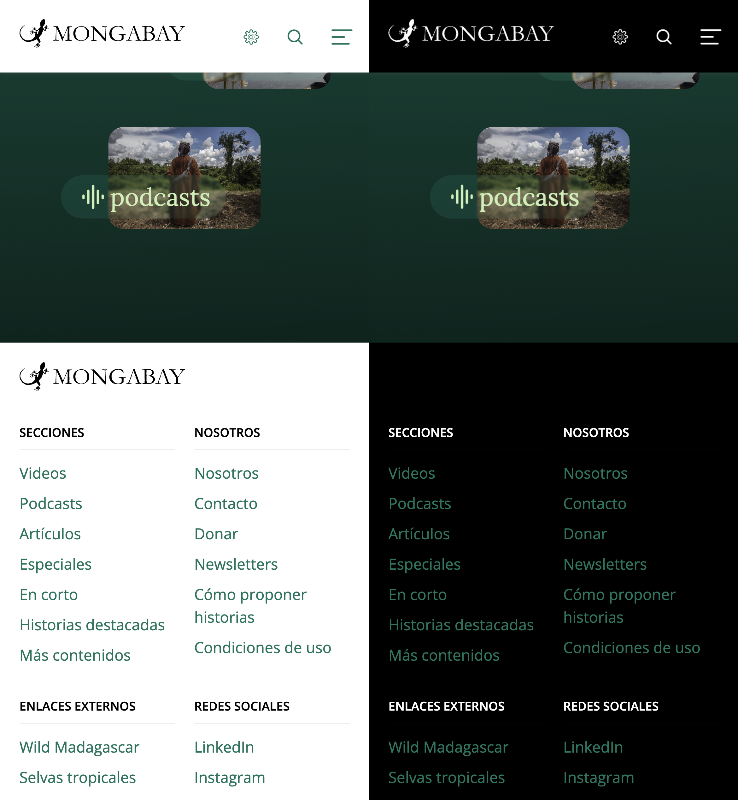 MONGABAY
MONGABAY
podcasts
podcasts
MONGABAY
SECCIONES
NOSOTROS
Videos
Nosotros
Podcasts
Contacto
Artículos
Donar
Especiales
Newsletters
En corto
Cómo proponer
historias
Historias destacadas
Más contenidos
Condiciones de uso
ENLACES EXTERNOS
REDES SOCIALES
Wild Madagascar
LinkedIn
Selvas tropicales
Instagram
SECCIONES
NOSOTROS
Videos
Nosotros
Podcasts
Contacto
Artículos
Donar
Especiales
Newsletters
En corto
Cómo proponer
historias
Historias destacadas
Más contenidos
Condiciones de uso
ENLACES EXTERNOS
REDES SOCIALES
Wild Madagascar
LinkedIn
Selvas tropicales
Instagram